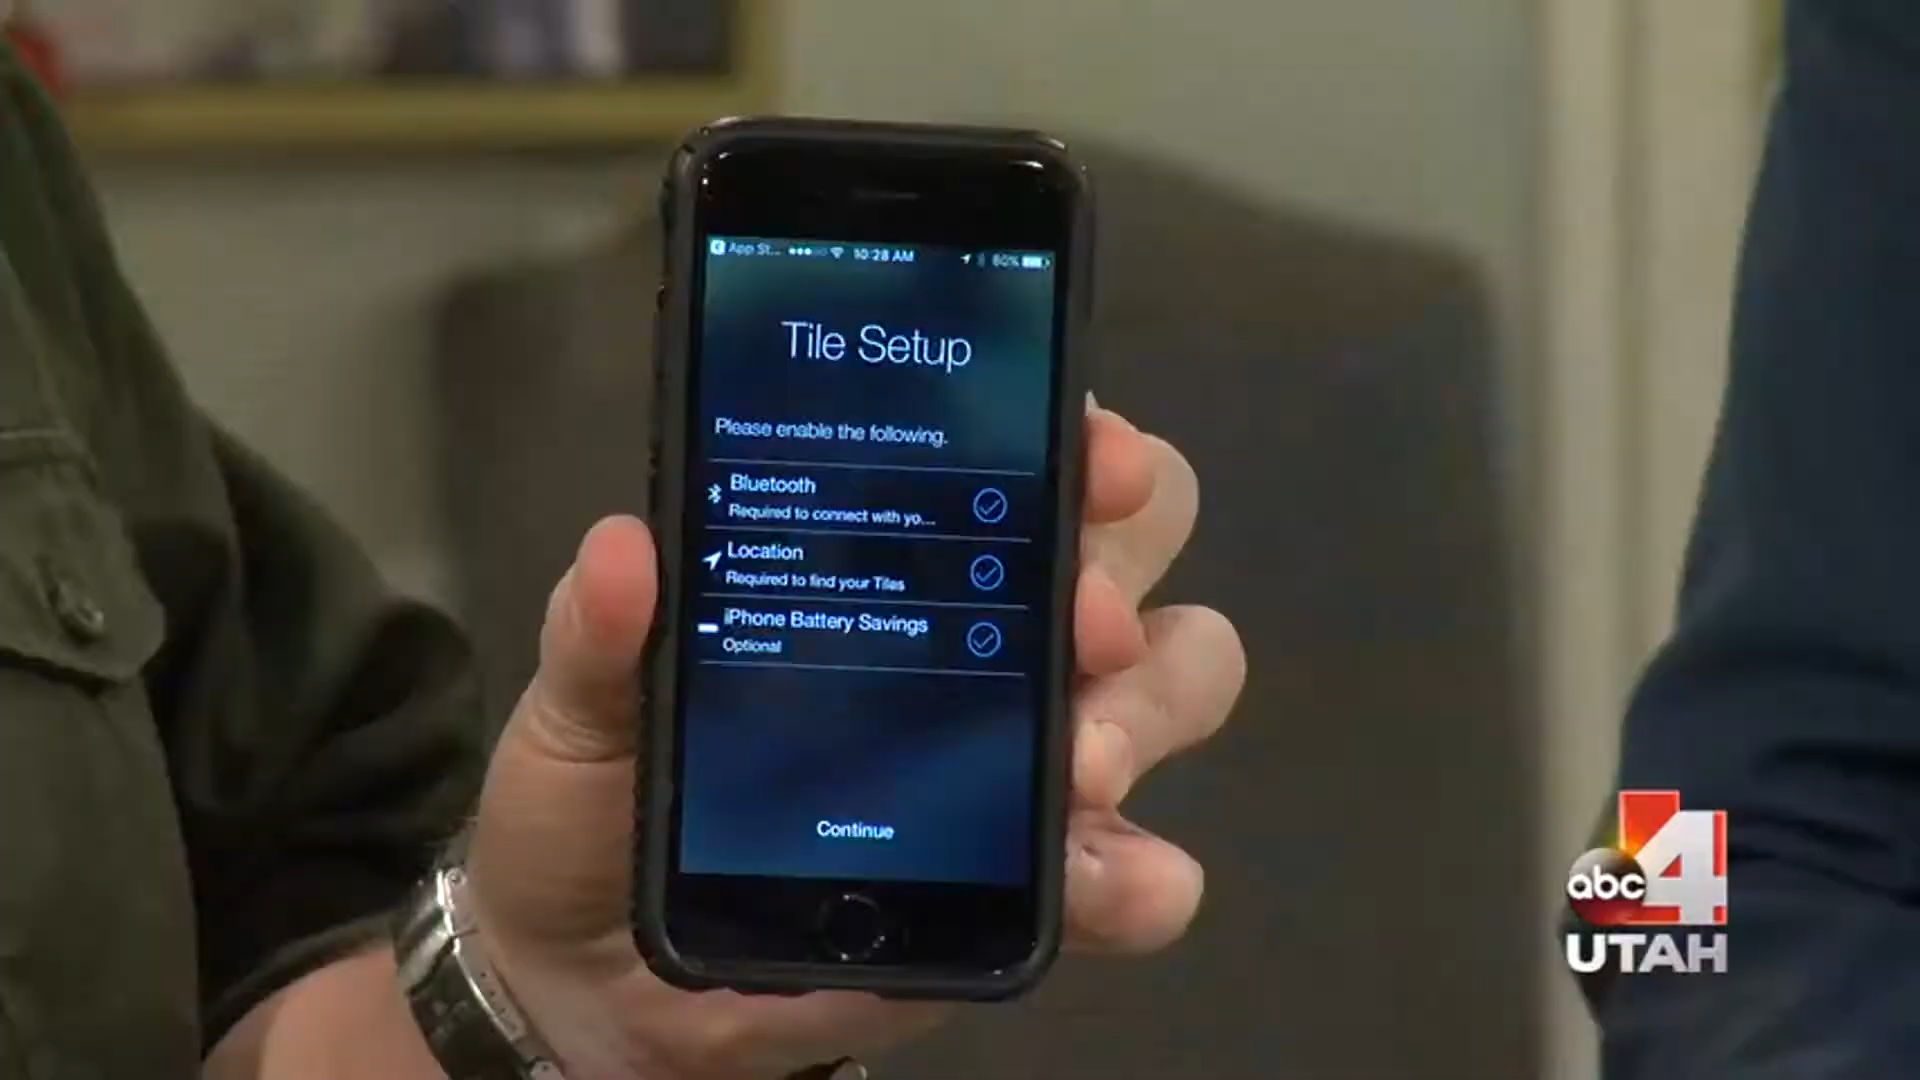 App St... 10:28 AM 80%
Tile Setup
Please enable the following.
Bluetooth
Required to connect with yo...
Location
Required to find your Tiles
iPhone Battery Savings
Optional
Continue
4
abc
UTAH